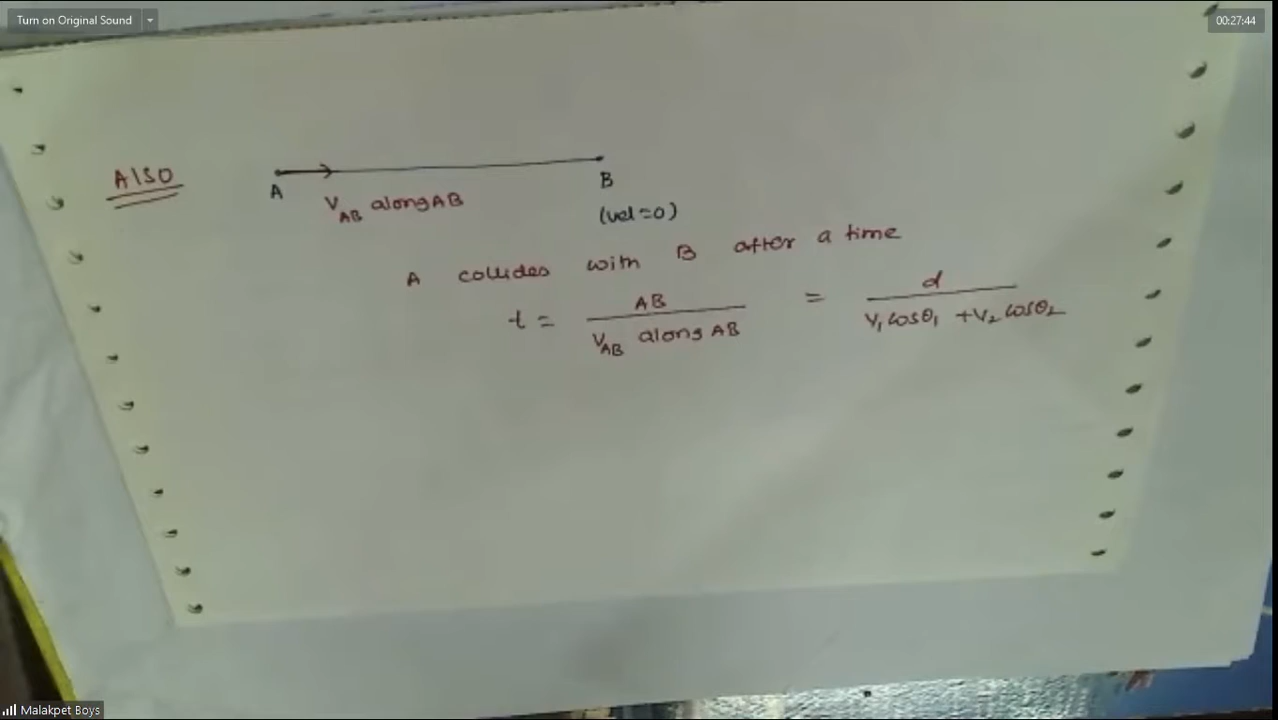 Turn on Original Sound
00:27:44
AlSO
A
B
V_AB along AB
(vel=0)
A collides with B after a time
t = AB / V_AB along AB = d / V₁cosθ₁ + V₂cosθ₂
Malakpet Boys